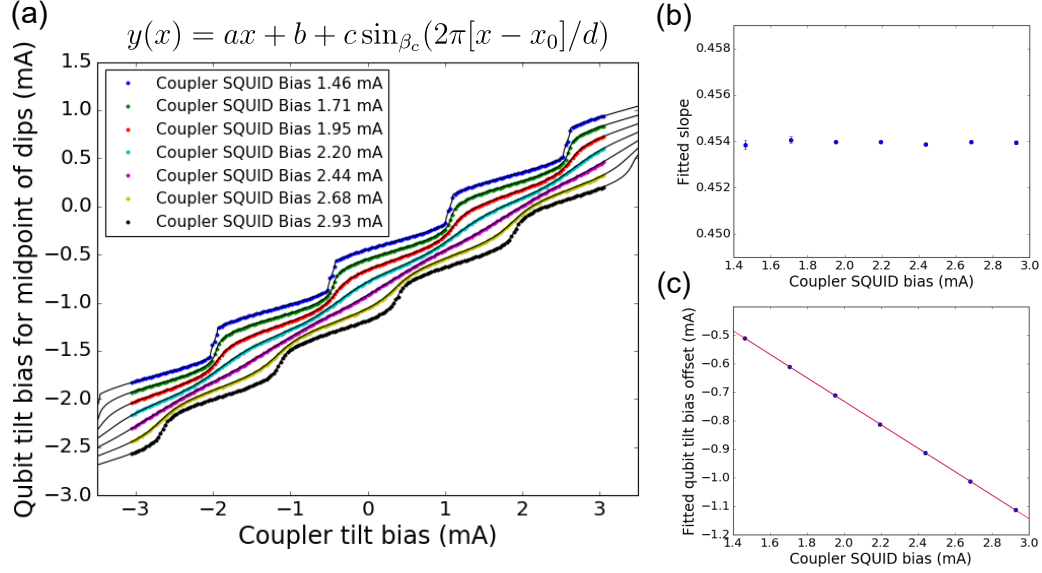 (a)
y(x) = ax + b + c sin_{β_c}(2π[x − x_0]/d)
Qubit tilt bias for midpoint of dips (mA)
1.5
1.0
0.5
0.0
−0.5
−1.0
−1.5
−2.0
−2.5
−3.0
Coupler SQUID Bias 1.46 mA
Coupler SQUID Bias 1.71 mA
Coupler SQUID Bias 1.95 mA
Coupler SQUID Bias 2.20 mA
Coupler SQUID Bias 2.44 mA
Coupler SQUID Bias 2.68 mA
Coupler SQUID Bias 2.93 mA
−3 −2 −1 0 1 2 3
Coupler tilt bias (mA)
(b)
Fitted slope
0.458
0.456
0.454
0.452
0.450
1.4 1.6 1.8 2.0 2.2 2.4 2.6 2.8 3.0
Coupler SQUID bias (mA)
(c)
Fitted qubit tilt bias offset (mA)
−0.5
−0.6
−0.7
−0.8
−0.9
−1.0
−1.1
−1.2
1.4 1.6 1.8 2.0 2.2 2.4 2.6 2.8 3.0
Coupler SQUID bias (mA)